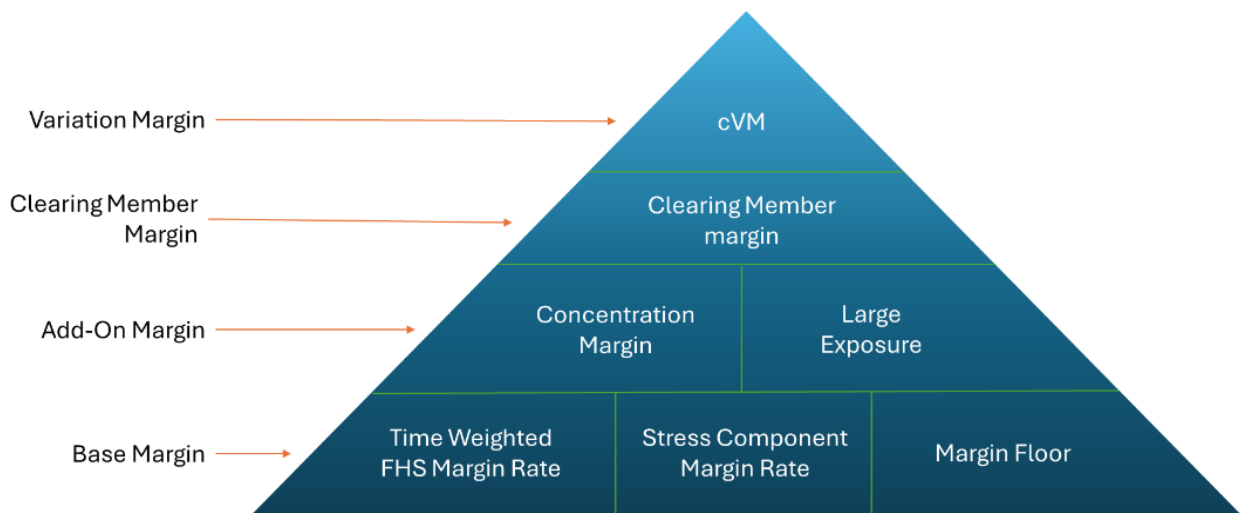 Variation Margin
cVM
Clearing Member
Margin
Clearing Member
margin
Add-On Margin
Concentration
Margin
Large
Exposure
Base Margin
Time Weighted
FHS Margin Rate
Stress Component
Margin Rate
Margin Floor